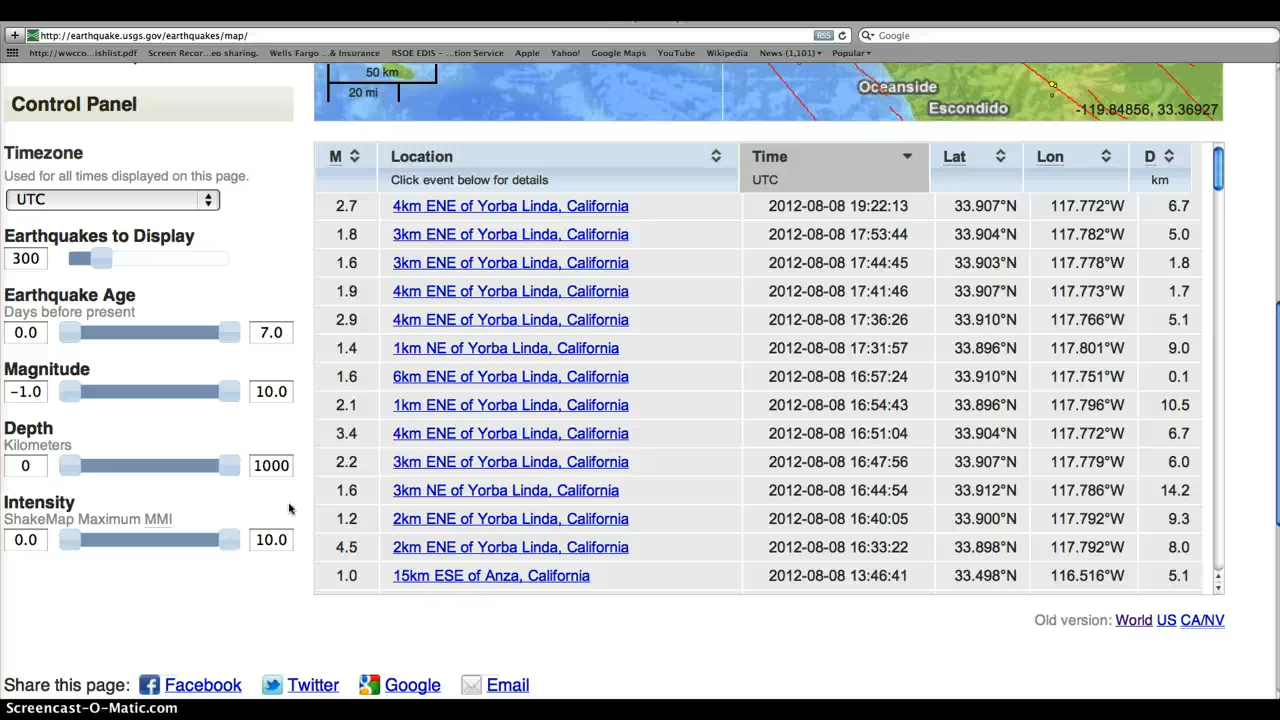 http://earthquake.usgs.gov/earthquakes/map/
RSS
Google
http://wwcco...ishlist.pdf Screen Recor...eo sharing. Wells Fargo ...& Insurance RSOE EDIS - ...tion Service Apple Yahoo! Google Maps YouTube Wikipedia News (1,101) Popular
50 km
20 mi
Oceanside
Escondido
-119.84856, 33.36927
Control Panel
Timezone
Used for all times displayed on this page.
UTC
Earthquakes to Display
300
Earthquake Age
Days before present
0.0 7.0
Magnitude
−1.0 10.0
Depth
Kilometers
0 1000
Intensity
ShakeMap Maximum MMI
0.0 10.0
M Location Time Lat Lon D
Click event below for details UTC km
2.7 4km ENE of Yorba Linda, California 2012-08-08 19:22:13 33.907°N 117.772°W 6.7
1.8 3km ENE of Yorba Linda, California 2012-08-08 17:53:44 33.904°N 117.782°W 5.0
1.6 3km ENE of Yorba Linda, California 2012-08-08 17:44:45 33.903°N 117.778°W 1.8
1.9 4km ENE of Yorba Linda, California 2012-08-08 17:41:46 33.907°N 117.773°W 1.7
2.9 4km ENE of Yorba Linda, California 2012-08-08 17:36:26 33.910°N 117.766°W 5.1
1.4 1km NE of Yorba Linda, California 2012-08-08 17:31:57 33.896°N 117.801°W 9.0
1.6 6km ENE of Yorba Linda, California 2012-08-08 16:57:24 33.910°N 117.751°W 0.1
2.1 1km ENE of Yorba Linda, California 2012-08-08 16:54:43 33.896°N 117.796°W 10.5
3.4 4km ENE of Yorba Linda, California 2012-08-08 16:51:04 33.904°N 117.772°W 6.7
2.2 3km ENE of Yorba Linda, California 2012-08-08 16:47:56 33.907°N 117.779°W 6.0
1.6 3km NE of Yorba Linda, California 2012-08-08 16:44:54 33.912°N 117.786°W 14.2
1.2 2km ENE of Yorba Linda, California 2012-08-08 16:40:05 33.900°N 117.792°W 9.3
4.5 2km ENE of Yorba Linda, California 2012-08-08 16:33:22 33.898°N 117.792°W 8.0
1.0 15km ESE of Anza, California 2012-08-08 13:46:41 33.498°N 116.516°W 5.1
Old version: World US CA/NV
Share this page: Facebook Twitter Google Email
Screencast-O-Matic.com